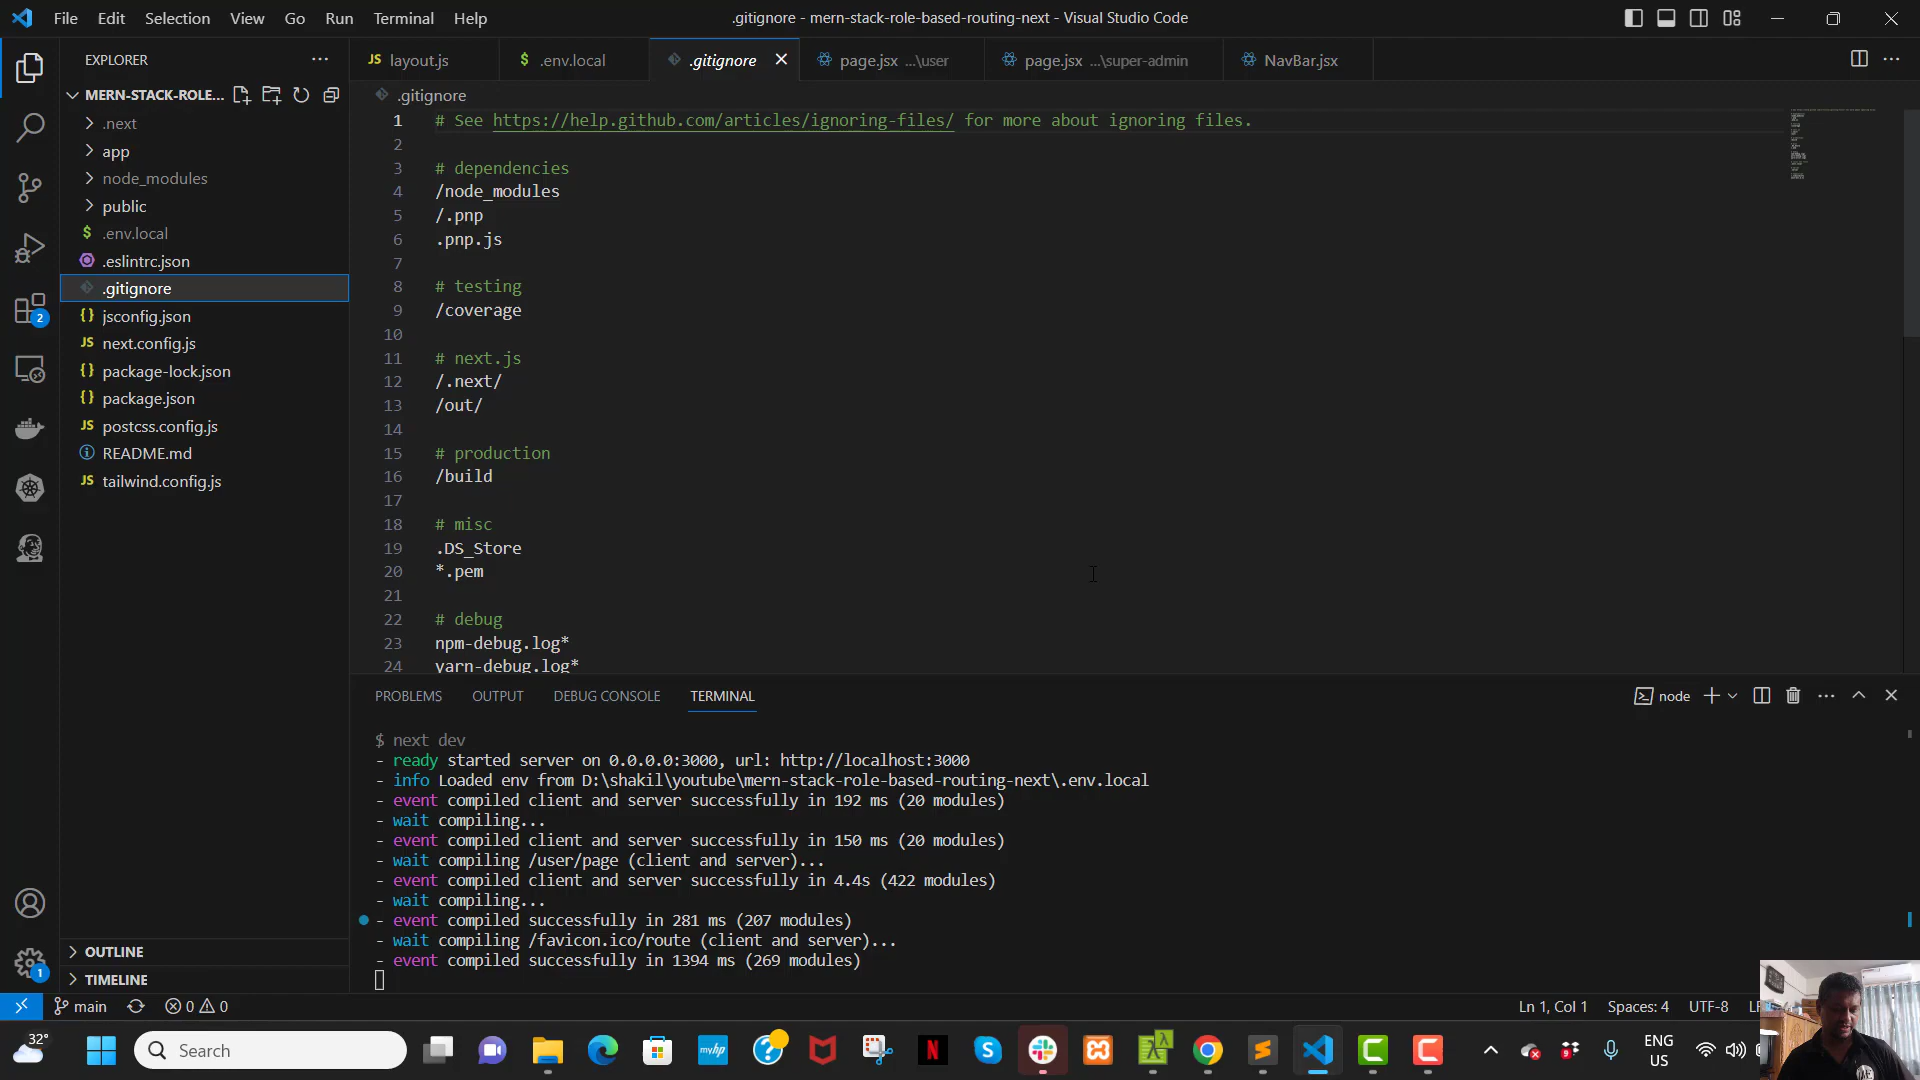 File Edit Selection View Go Run Terminal Help
.gitignore - mern-stack-role-based-routing-next - Visual Studio Code
EXPLORER
MERN-STACK-ROLE...
.next
app
node_modules
public
$ .env.local
.eslintrc.json
.gitignore
{} jsconfig.json
JS next.config.js
{} package-lock.json
{} package.json
JS postcss.config.js
README.md
JS tailwind.config.js
OUTLINE
TIMELINE
JS layout.js
$ .env.local
.gitignore
page.jsx ...\user
page.jsx ...\super-admin
NavBar.jsx
.gitignore
1 # See https://help.github.com/articles/ignoring-files/ for more about ignoring files.
2
3 # dependencies
4 /node_modules
5 /.pnp
6 .pnp.js
7
8 # testing
9 /coverage
10
11 # next.js
12 /.next/
13 /out/
14
15 # production
16 /build
17
18 # misc
19 .DS_Store
20 *.pem
21
22 # debug
23 npm-debug.log*
24 yarn-debug.log*
PROBLEMS OUTPUT DEBUG CONSOLE TERMINAL
node
$ next dev
- ready started server on 0.0.0.0:3000, url: http://localhost:3000
- info Loaded env from D:\shakil\youtube\mern-stack-role-based-routing-next\.env.local
- event compiled client and server successfully in 192 ms (20 modules)
- wait compiling...
- event compiled client and server successfully in 150 ms (20 modules)
- wait compiling /user/page (client and server)...
- event compiled client and server successfully in 4.4s (422 modules)
- wait compiling...
- event compiled successfully in 281 ms (207 modules)
- wait compiling /favicon.ico/route (client and server)...
- event compiled successfully in 1394 ms (269 modules)
2
1
main 0 0
Ln 1, Col 1 Spaces: 4 UTF-8
32°
Search
myhp
N
9
ENG
US